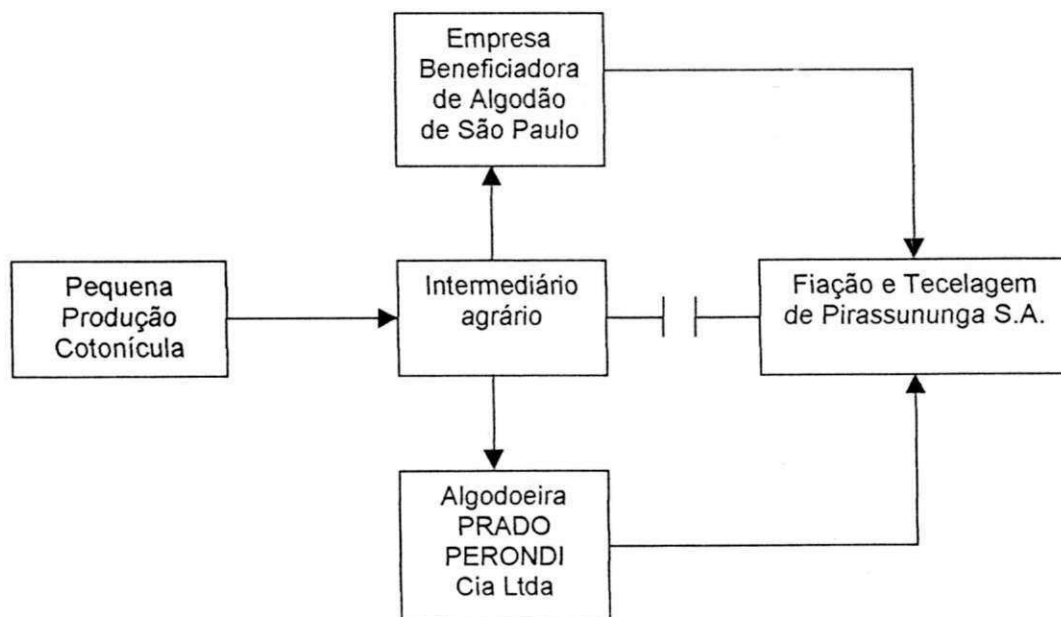 Empresa
Beneficiadora
de Algodão
de São Paulo
Pequena
Produção
Cotonícula
Intermediário
agrário
Fiação e Tecelagem
de Pirassununga S.A.
Algodoeira
PRADO
PERONDI
Cia Ltda